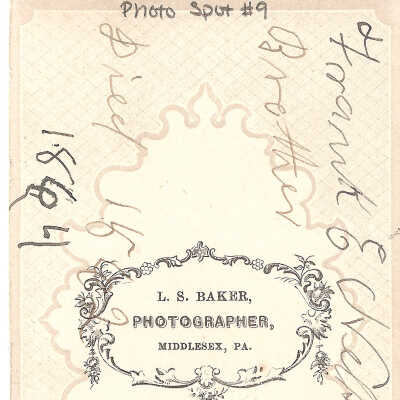 Photo Spot #9
Frank E
Brother
Died
1864
L. S. BAKER,
PHOTOGRAPHER,
MIDDLESEX, PA.